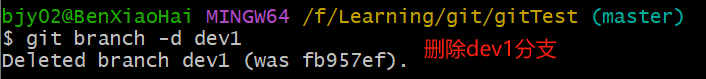 bjy02@BenXiaoHai MINGW64 /f/Learning/git/gitTest (master)
$ git branch -d dev1
删除dev1分支
Deleted branch dev1 (was fb957ef).